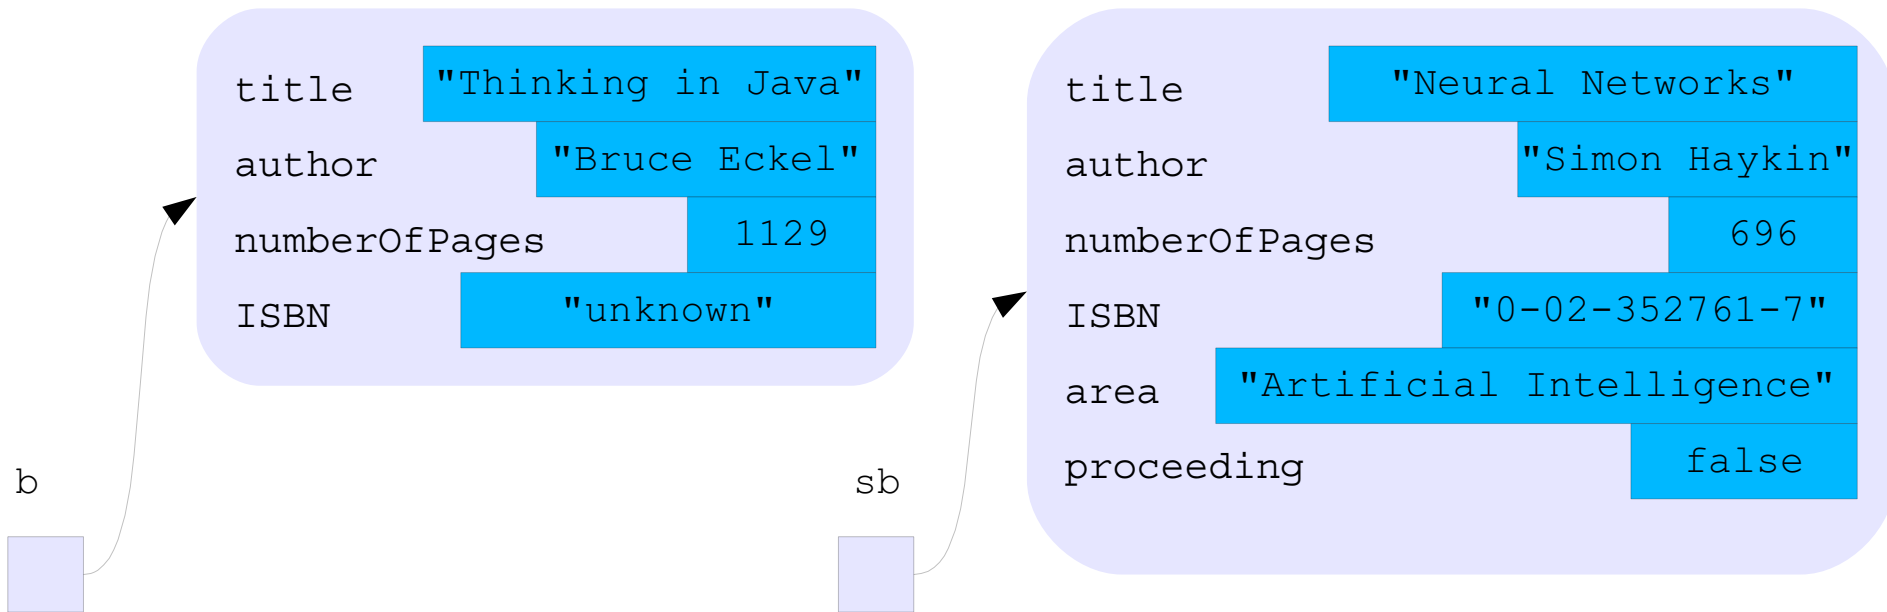 title "Thinking in Java"
author "Bruce Eckel"
numberOfPages 1129
ISBN "unknown"
b
title "Neural Networks"
author "Simon Haykin"
numberOfPages 696
ISBN "0-02-352761-7"
area "Artificial Intelligence"
proceeding false
sb